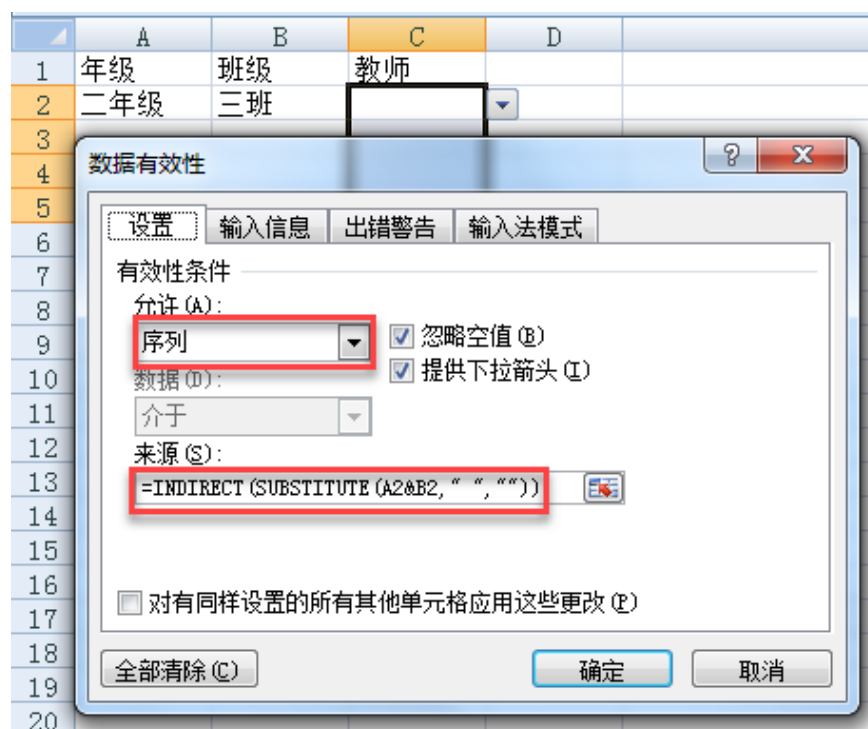 A B C D
1 年级 班级 教师
2 二年级 三班
3
4
5
6
7
8
9
10
11
12
13
14
15
16
17
18
19
20
数据有效性
设置 输入信息 出错警告 输入法模式
有效性条件
允许(A):
序列 忽略空值(B)
数据(D): 提供下拉箭头(I)
介于
来源(S):
=INDIRECT(SUBSTITUTE(A2&B2,“ ”,“”))
对有同样设置的所有其他单元格应用这些更改(P)
全部清除(C) 确定 取消